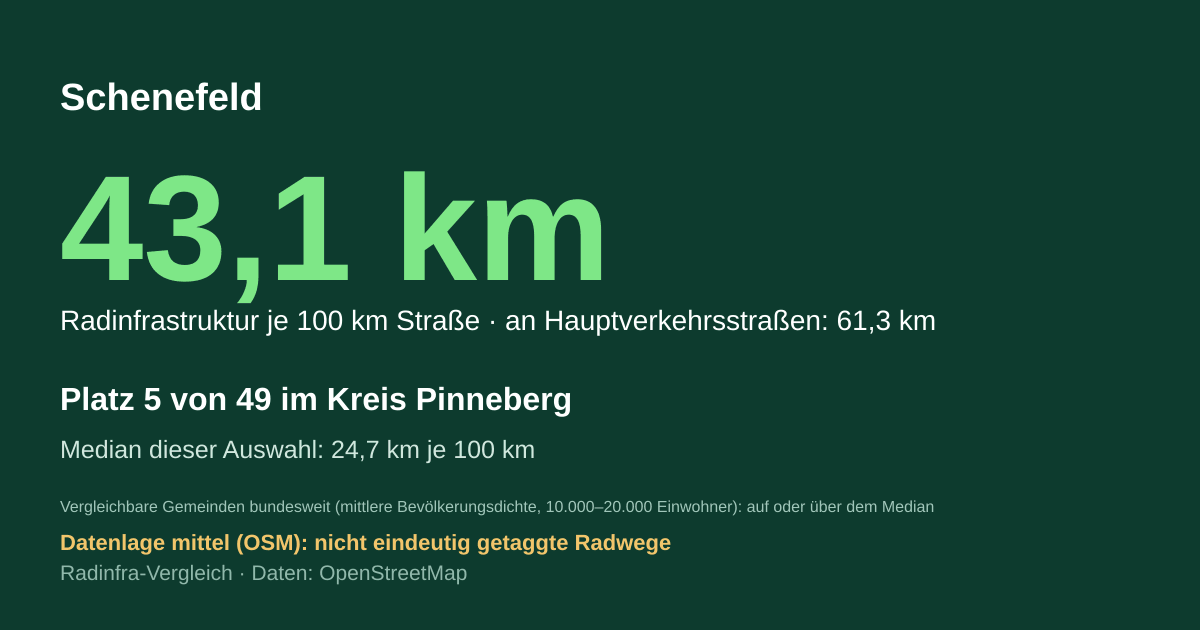 Schenefeld
43,1 km
Radinfrastruktur je 100 km Straße · an Hauptverkehrsstraßen: 61,3 km
Platz 5 von 49 im Kreis Pinneberg
Median dieser Auswahl: 24,7 km je 100 km
Vergleichbare Gemeinden bundesweit (mittlere Bevölkerungsdichte, 10.000–20.000 Einwohner): auf oder über dem Median
Datenlage mittel (OSM): nicht eindeutig getaggte Radwege
Radinfra-Vergleich · Daten: OpenStreetMap